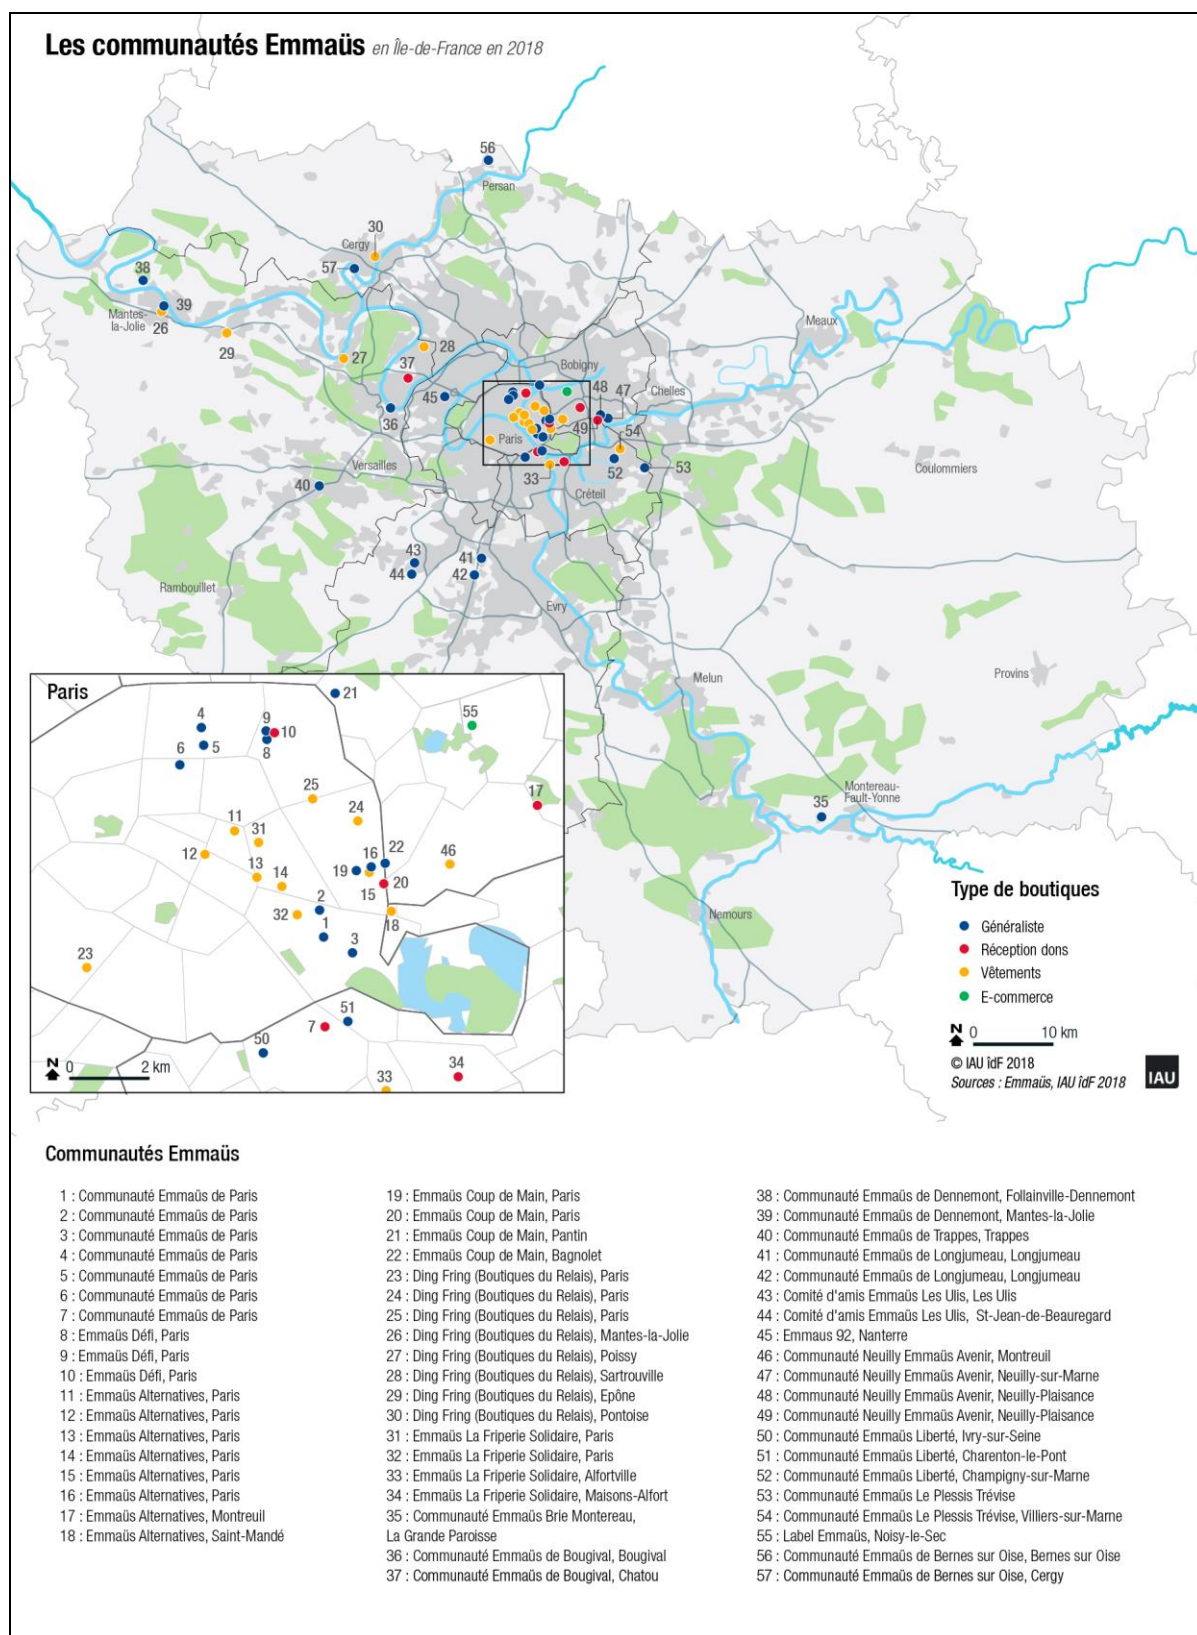 Les communautés Emmaüs en Île-de-France en 2018
56
Persan
30
Cergy
57
38
39
Mantes-
la-Jolie
26
29
27
28
37
36
45
Bobigny
48
47
Chelles
Meaux
54
49
Paris
52
53
33
Créteil
Versailles
40
Coulommiers
43
44
41
42
Rambouillet
Evry
Melun
Provins
Montereau-
Fault-Yonne
35
Nemours
Paris
21
4
9
10
5
8
6
55
25
24
17
11
31
12
13
14
16
22
46
19
20
15
2
32
18
1
3
23
51
7
50
34
33
N
0 2 km
Type de boutiques
Généraliste
Réception dons
Vêtements
E-commerce
N
0 10 km
© IAU îdF 2018
Sources : Emmaüs, IAU îdF 2018
IAU
Communautés Emmaüs
1 : Communauté Emmaüs de Paris
2 : Communauté Emmaüs de Paris
3 : Communauté Emmaüs de Paris
4 : Communauté Emmaüs de Paris
5 : Communauté Emmaüs de Paris
6 : Communauté Emmaüs de Paris
7 : Communauté Emmaüs de Paris
8 : Emmaüs Défi, Paris
9 : Emmaüs Défi, Paris
10 : Emmaüs Défi, Paris
11 : Emmaüs Alternatives, Paris
12 : Emmaüs Alternatives, Paris
13 : Emmaüs Alternatives, Paris
14 : Emmaüs Alternatives, Paris
15 : Emmaüs Alternatives, Paris
16 : Emmaüs Alternatives, Paris
17 : Emmaüs Alternatives, Montreuil
18 : Emmaüs Alternatives, Saint-Mandé
19 : Emmaüs Coup de Main, Paris
20 : Emmaüs Coup de Main, Paris
21 : Emmaüs Coup de Main, Pantin
22 : Emmaüs Coup de Main, Bagnolet
23 : Ding Fring (Boutiques du Relais), Paris
24 : Ding Fring (Boutiques du Relais), Paris
25 : Ding Fring (Boutiques du Relais), Paris
26 : Ding Fring (Boutiques du Relais), Mantes-la-Jolie
27 : Ding Fring (Boutiques du Relais), Poissy
28 : Ding Fring (Boutiques du Relais), Sartrouville
29 : Ding Fring (Boutiques du Relais), Epône
30 : Ding Fring (Boutiques du Relais), Pontoise
31 : Emmaüs La Friperie Solidaire, Paris
32 : Emmaüs La Friperie Solidaire, Paris
33 : Emmaüs La Friperie Solidaire, Alfortville
34 : Emmaüs La Friperie Solidaire, Maisons-Alfort
35 : Communauté Emmaüs Brie Montereau,
La Grande Paroisse
36 : Communauté Emmaüs de Bougival, Bougival
37 : Communauté Emmaüs de Bougival, Chatou
38 : Communauté Emmaüs de Dennemont, Follainville-Dennemont
39 : Communauté Emmaüs de Dennemont, Mantes-la-Jolie
40 : Communauté Emmaüs de Trappes, Trappes
41 : Communauté Emmaüs de Longjumeau, Longjumeau
42 : Communauté Emmaüs de Longjumeau, Longjumeau
43 : Comité d'amis Emmaüs Les Ulis, Les Ulis
44 : Comité d'amis Emmaüs Les Ulis, St-Jean-de-Beauregard
45 : Emmaus 92, Nanterre
46 : Communauté Neuilly Emmaüs Avenir, Montreuil
47 : Communauté Neuilly Emmaüs Avenir, Neuilly-sur-Marne
48 : Communauté Neuilly Emmaüs Avenir, Neuilly-Plaisance
49 : Communauté Neuilly Emmaüs Avenir, Neuilly-Plaisance
50 : Communauté Emmaüs Liberté, Ivry-sur-Seine
51 : Communauté Emmaüs Liberté, Charenton-le-Pont
52 : Communauté Emmaüs Liberté, Champigny-sur-Marne
53 : Communauté Emmaüs Le Plessis Trévise
54 : Communauté Emmaüs Le Plessis Trévise, Villiers-sur-Marne
55 : Label Emmaüs, Noisy-le-Sec
56 : Communauté Emmaüs de Bernes sur Oise, Bernes sur Oise
57 : Communauté Emmaüs de Bernes sur Oise, Cergy